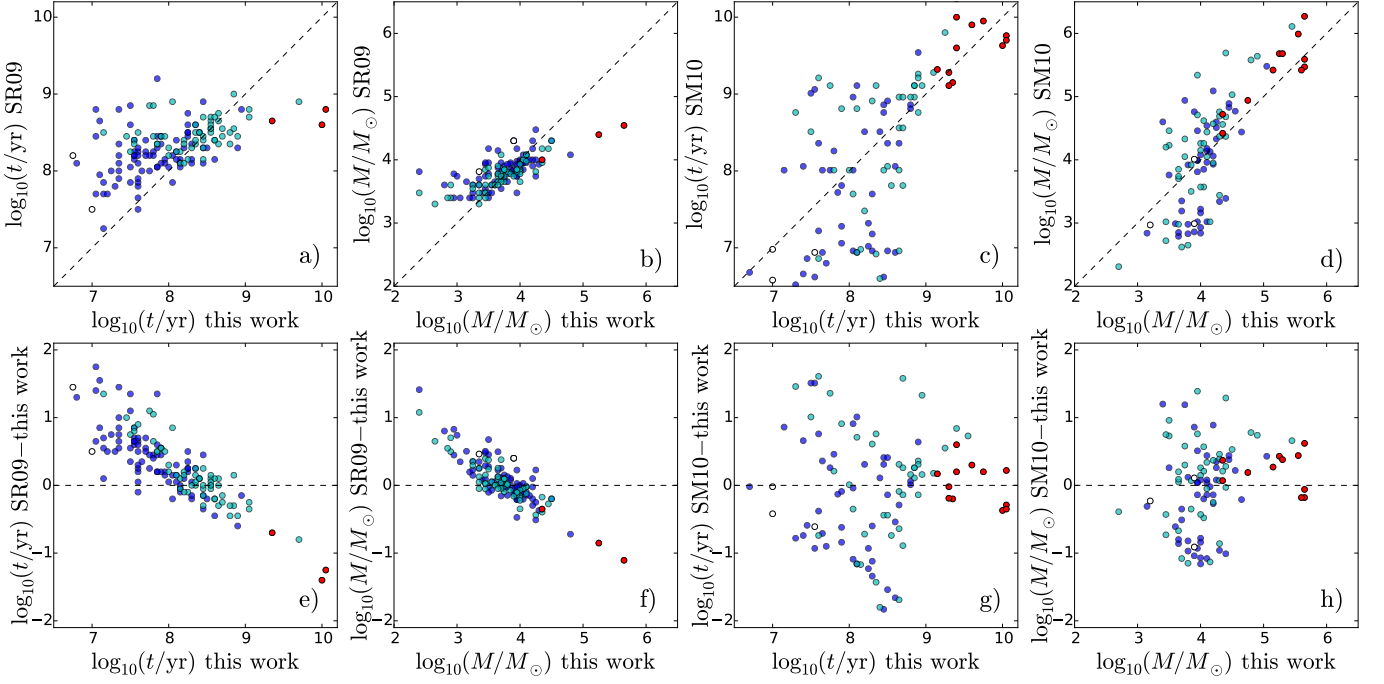 10
9
8
7
log₁₀(t/yr) SR09
7 8 9 10
log₁₀(t/yr) this work
a)
6
5
4
3
2
log₁₀(M/M⊙) SR09
2 3 4 5 6
log₁₀(M/M⊙) this work
b)
10
9
8
7
log₁₀(t/yr) SM10
7 8 9 10
log₁₀(t/yr) this work
c)
6
5
4
3
2
log₁₀(M/M⊙) SM10
2 3 4 5 6
log₁₀(M/M⊙) this work
d)
2
1
0
−1
−2
log₁₀(t/yr) SR09−this work
7 8 9 10
log₁₀(t/yr) this work
e)
2
1
0
−1
−2
log₁₀(M/M⊙) SR09−this work
2 3 4 5 6
log₁₀(M/M⊙) this work
f)
2
1
0
−1
−2
log₁₀(t/yr) SM10−this work
7 8 9 10
log₁₀(t/yr) this work
g)
2
1
0
−1
−2
log₁₀(M/M⊙) SM10−this work
2 3 4 5 6
log₁₀(M/M⊙) this work
h)